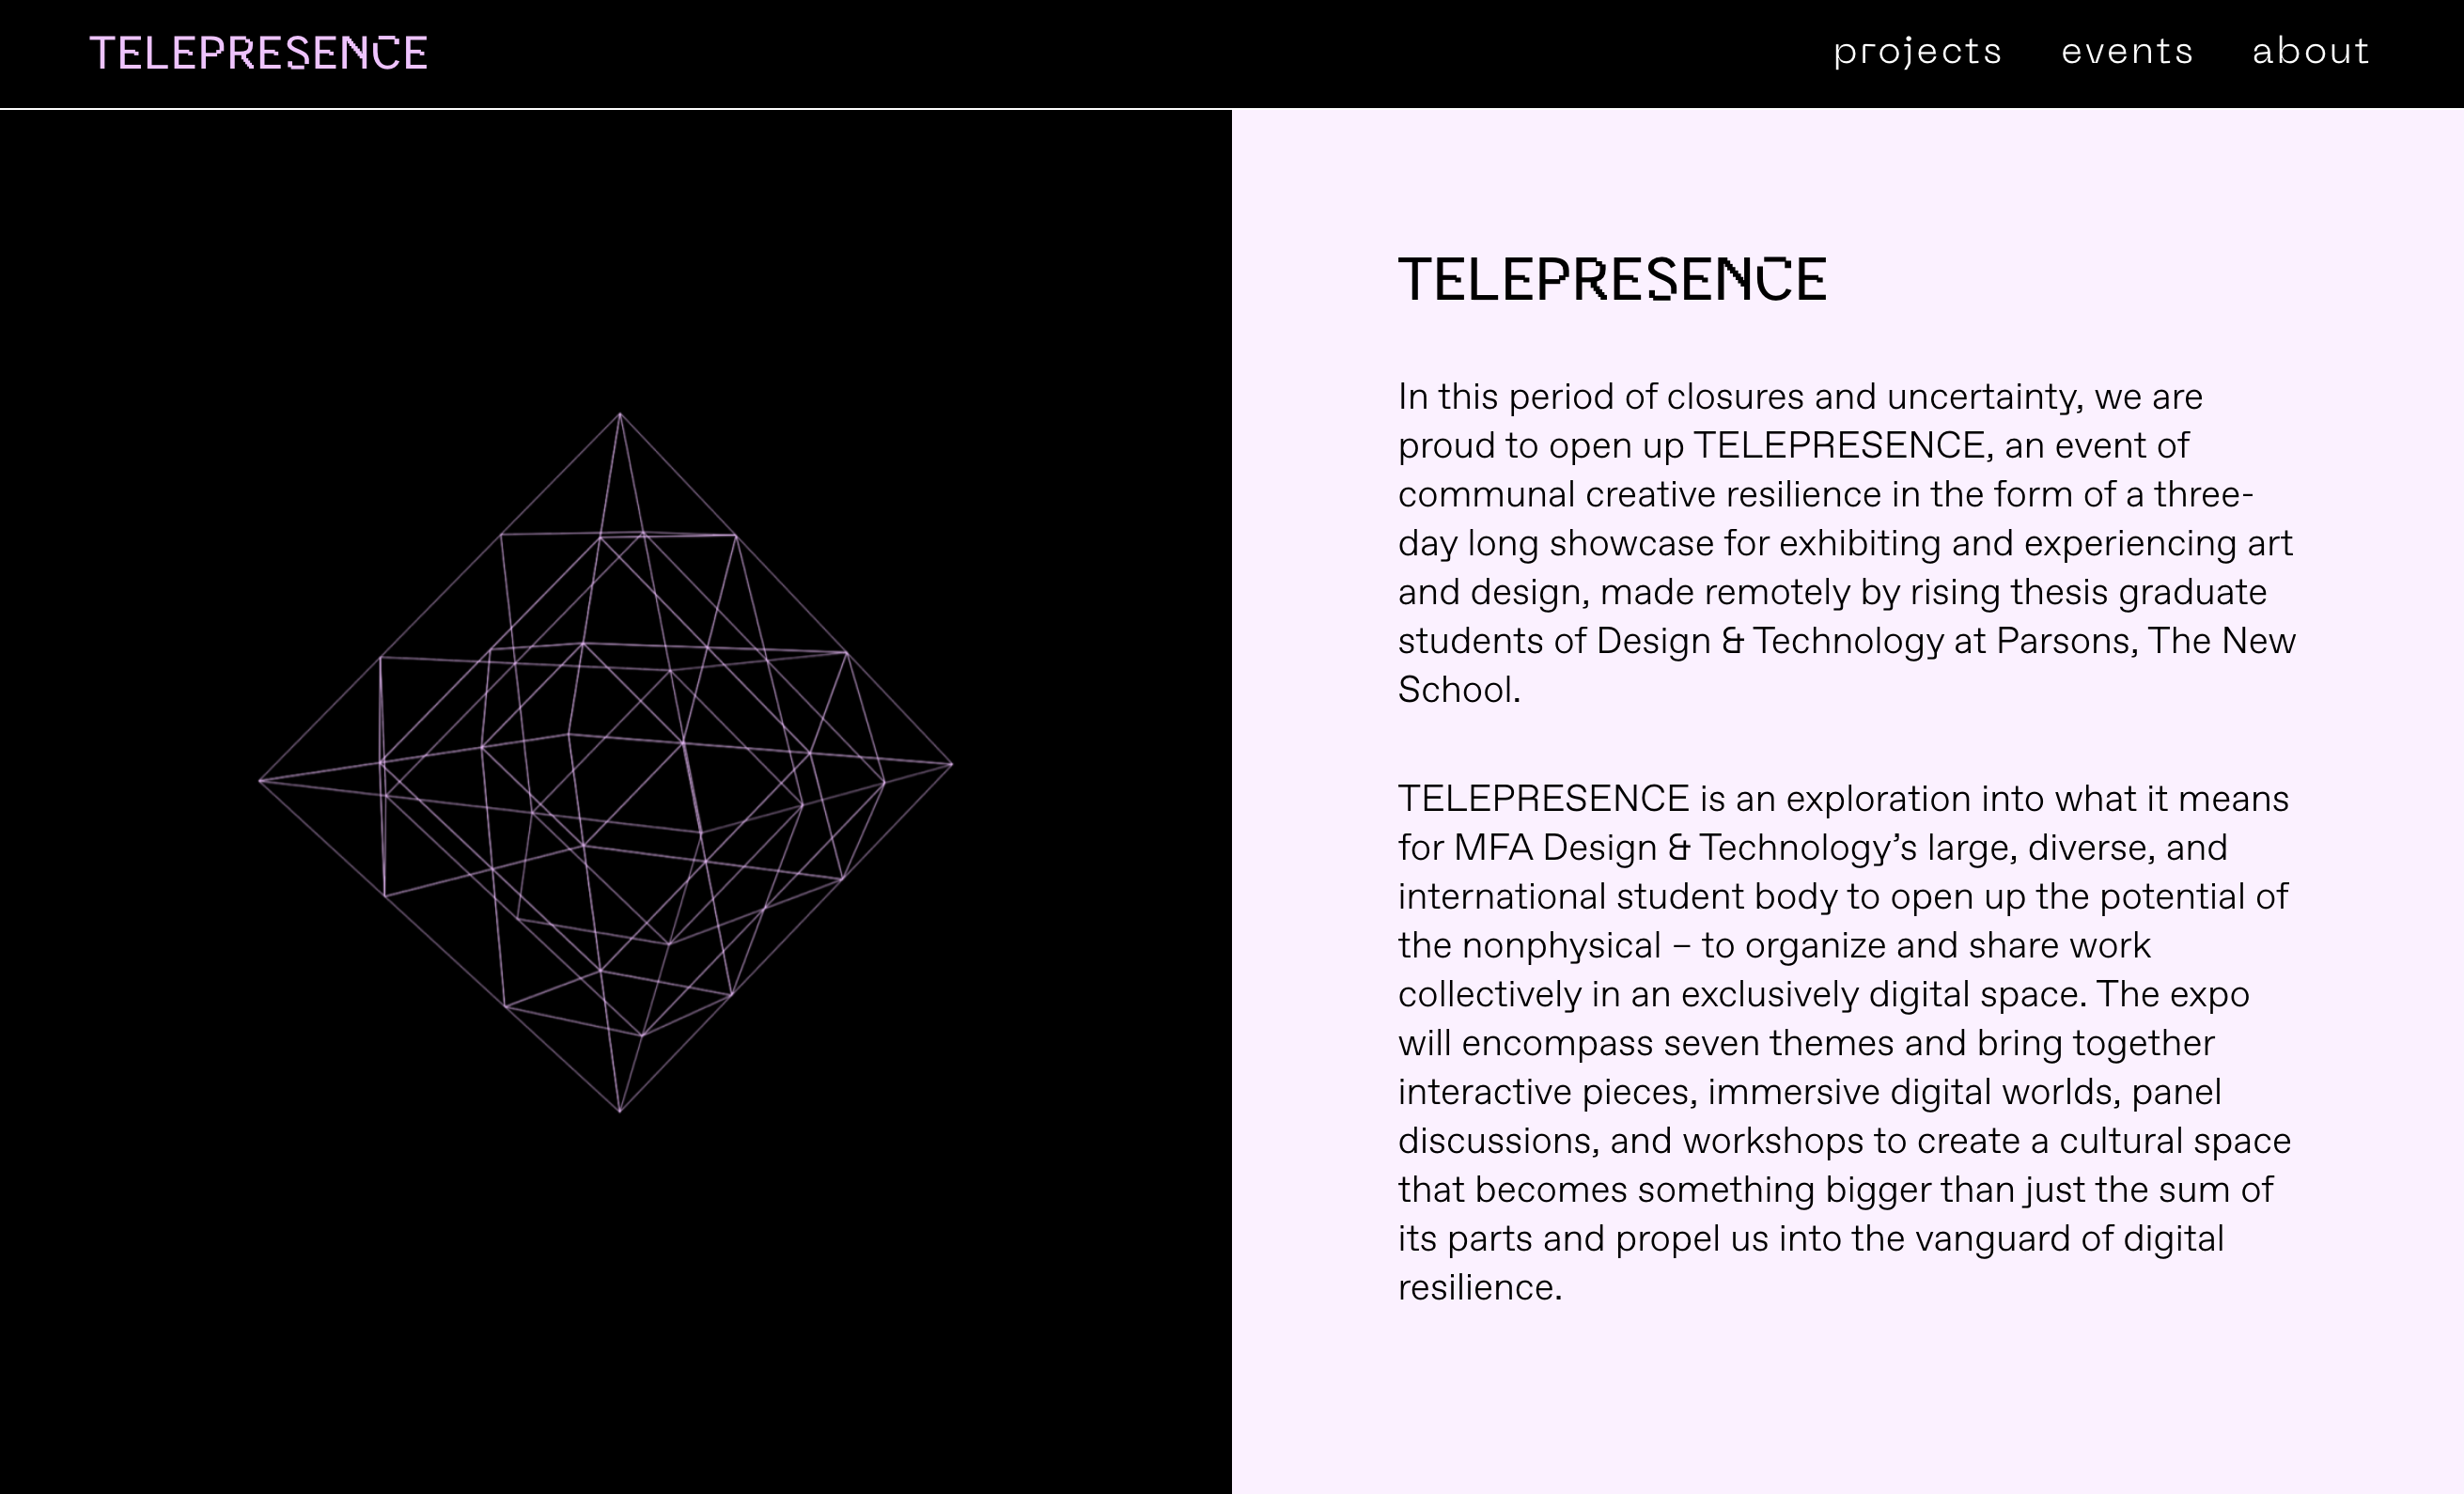 TELEPRESENCE
projects events about
TELEPRESENCE
In this period of closures and uncertainty, we are
proud to open up TELEPRESENCE, an event of
communal creative resilience in the form of a three-
day long showcase for exhibiting and experiencing art
and design, made remotely by rising thesis graduate
students of Design & Technology at Parsons, The New
School.
TELEPRESENCE is an exploration into what it means
for MFA Design & Technology’s large, diverse, and
international student body to open up the potential of
the nonphysical – to organize and share work
collectively in an exclusively digital space. The expo
will encompass seven themes and bring together
interactive pieces, immersive digital worlds, panel
discussions, and workshops to create a cultural space
that becomes something bigger than just the sum of
its parts and propel us into the vanguard of digital
resilience.